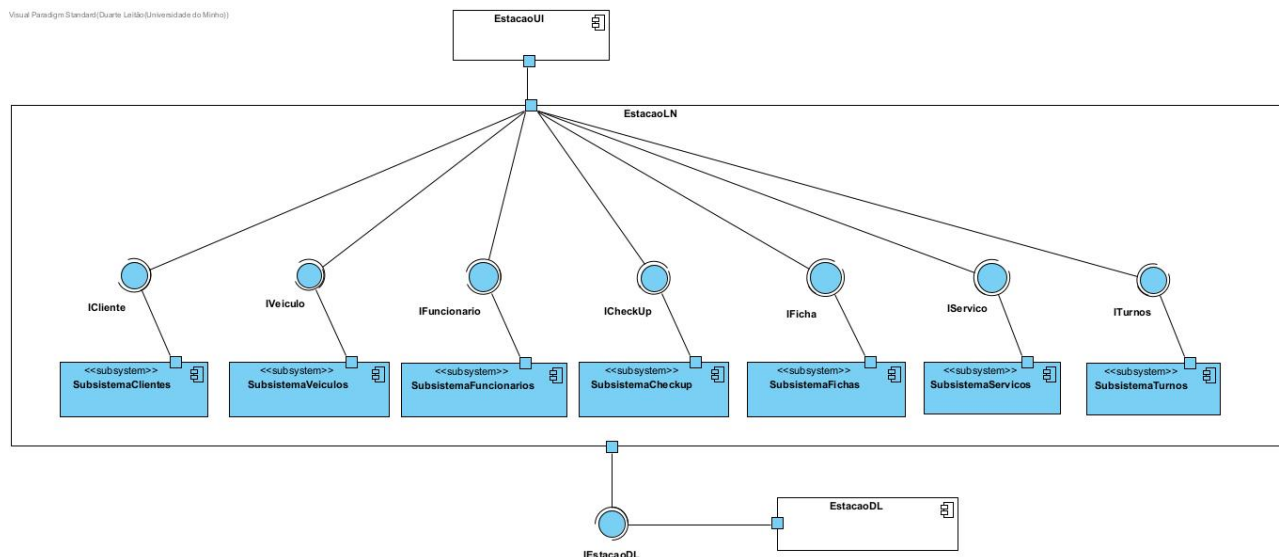 Visual Paradigm Standard(Duarte Leitão(Universidade do Minho))
EstacaoUI
EstacaoLN
ICliente
IVeiculo
IFuncionario
ICheckUp
IFicha
IServico
ITurnos
<<subsystem>>
SubsistemaClientes
<<subsystem>>
SubsistemaVeiculos
<<subsystem>>
SubsistemaFuncionarios
<<subsystem>>
SubsistemaCheckup
<<subsystem>>
SubsistemaFichas
<<subsystem>>
SubsistemaServicos
<<subsystem>>
SubsistemaTurnos
EstacaoDL
IEstacaoDL